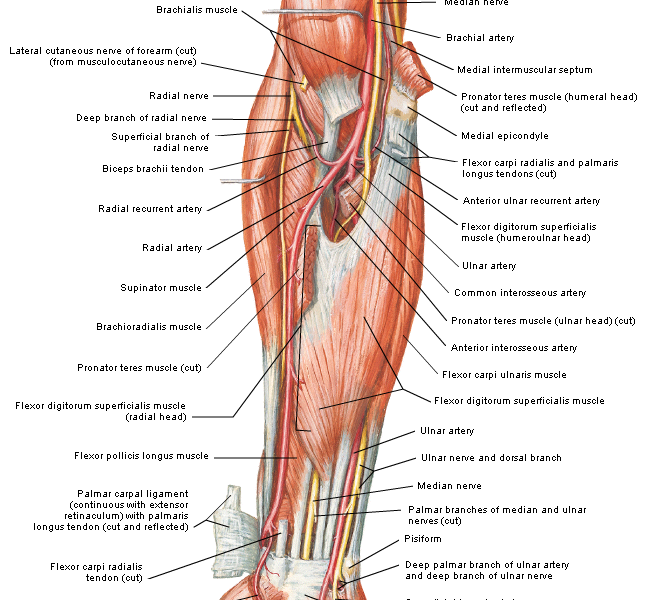 Brachialis muscle
Lateral cutaneous nerve of forearm (cut)
(from musculocutaneous nerve)
Radial nerve
Deep branch of radial nerve
Superficial branch of
radial nerve
Biceps brachii tendon
Radial recurrent artery
Radial artery
Supinator muscle
Brachioradialis muscle
Pronator teres muscle (cut)
Flexor digitorum superficialis muscle
(radial head)
Flexor pollicis longus muscle
Palmar carpal ligament
(continuous with extensor
retinaculum) with palmaris
longus tendon (cut and reflected)
Flexor carpi radialis
tendon (cut)
Median nerve
Brachial artery
Medial intermuscular septum
Pronator teres muscle (humeral head)
(cut and reflected)
Medial epicondyle
Flexor carpi radialis and palmaris
longus tendons (cut)
Anterior ulnar recurrent artery
Flexor digitorum superficialis
muscle (humeroulnar head)
Ulnar artery
Common interosseous artery
Pronator teres muscle (ulnar head) (cut)
Anterior interosseous artery
Flexor carpi ulnaris muscle
Flexor digitorum superficialis muscle
Ulnar artery
Ulnar nerve and dorsal branch
Median nerve
Palmar branches of median and ulnar
nerves (cut)
Pisiform
Deep palmar branch of ulnar artery
and deep branch of ulnar nerve